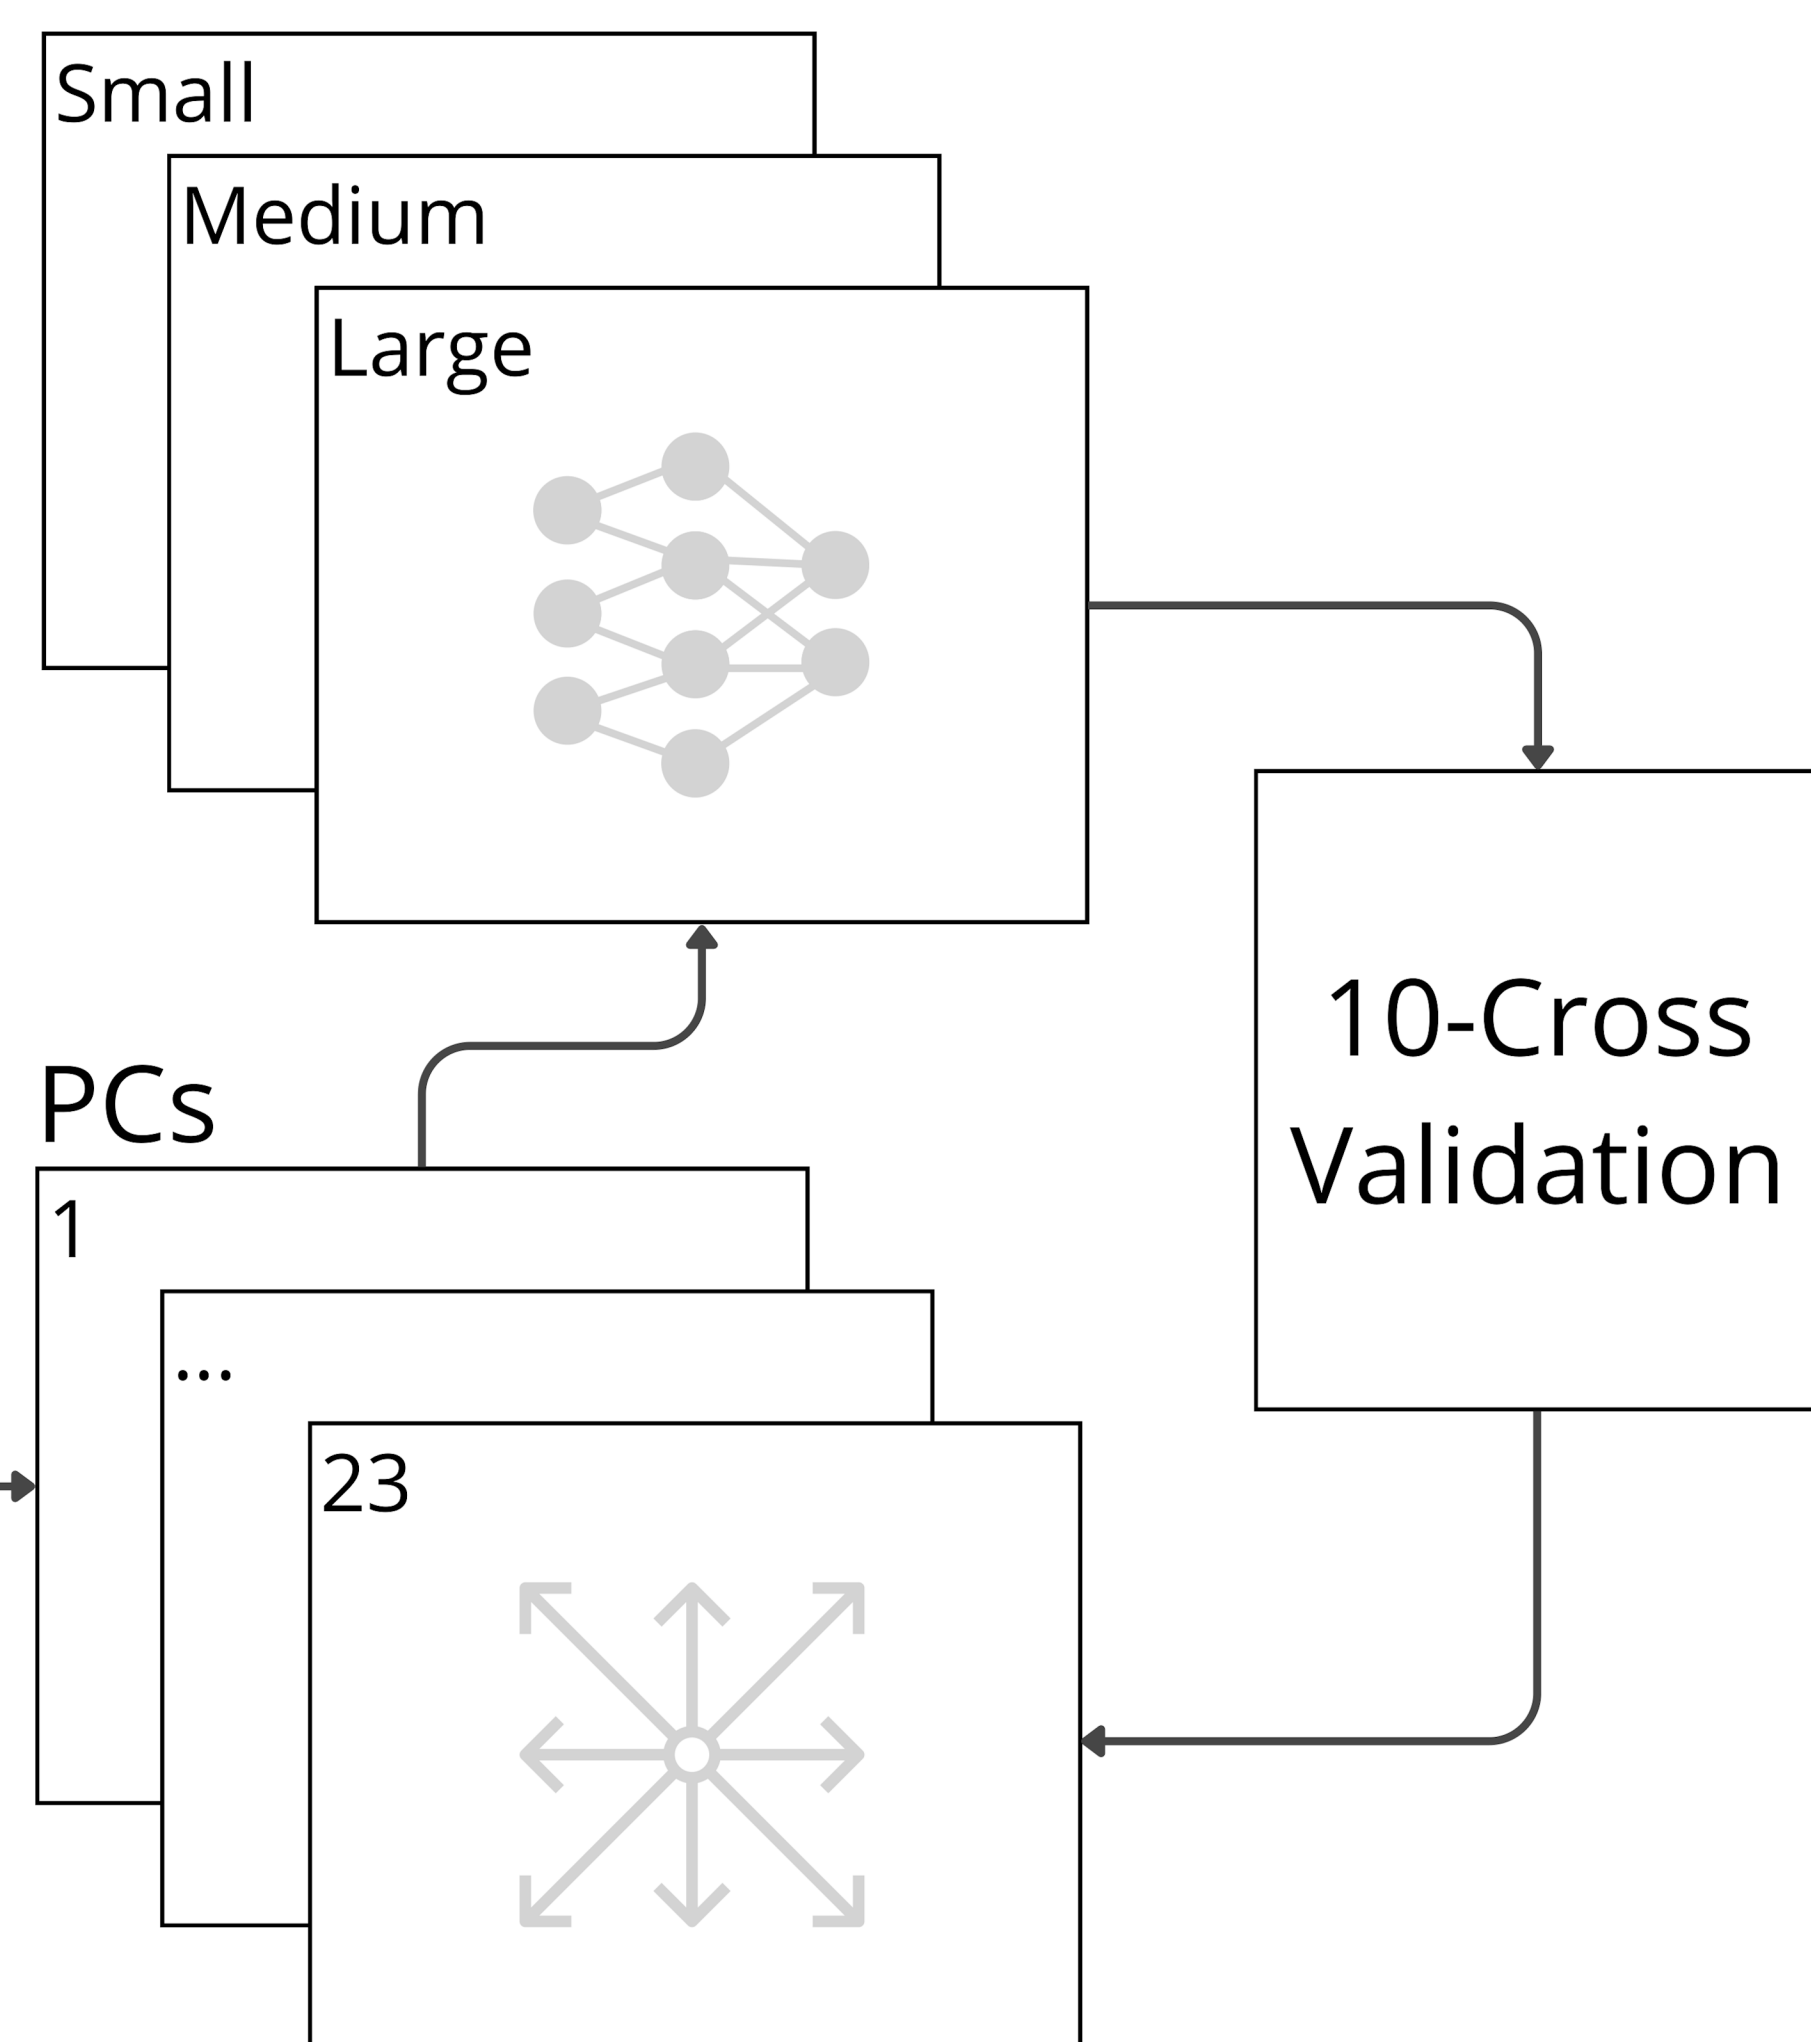 Small
Medium
Large
10-Cross
Validation
PCs
1
...
23